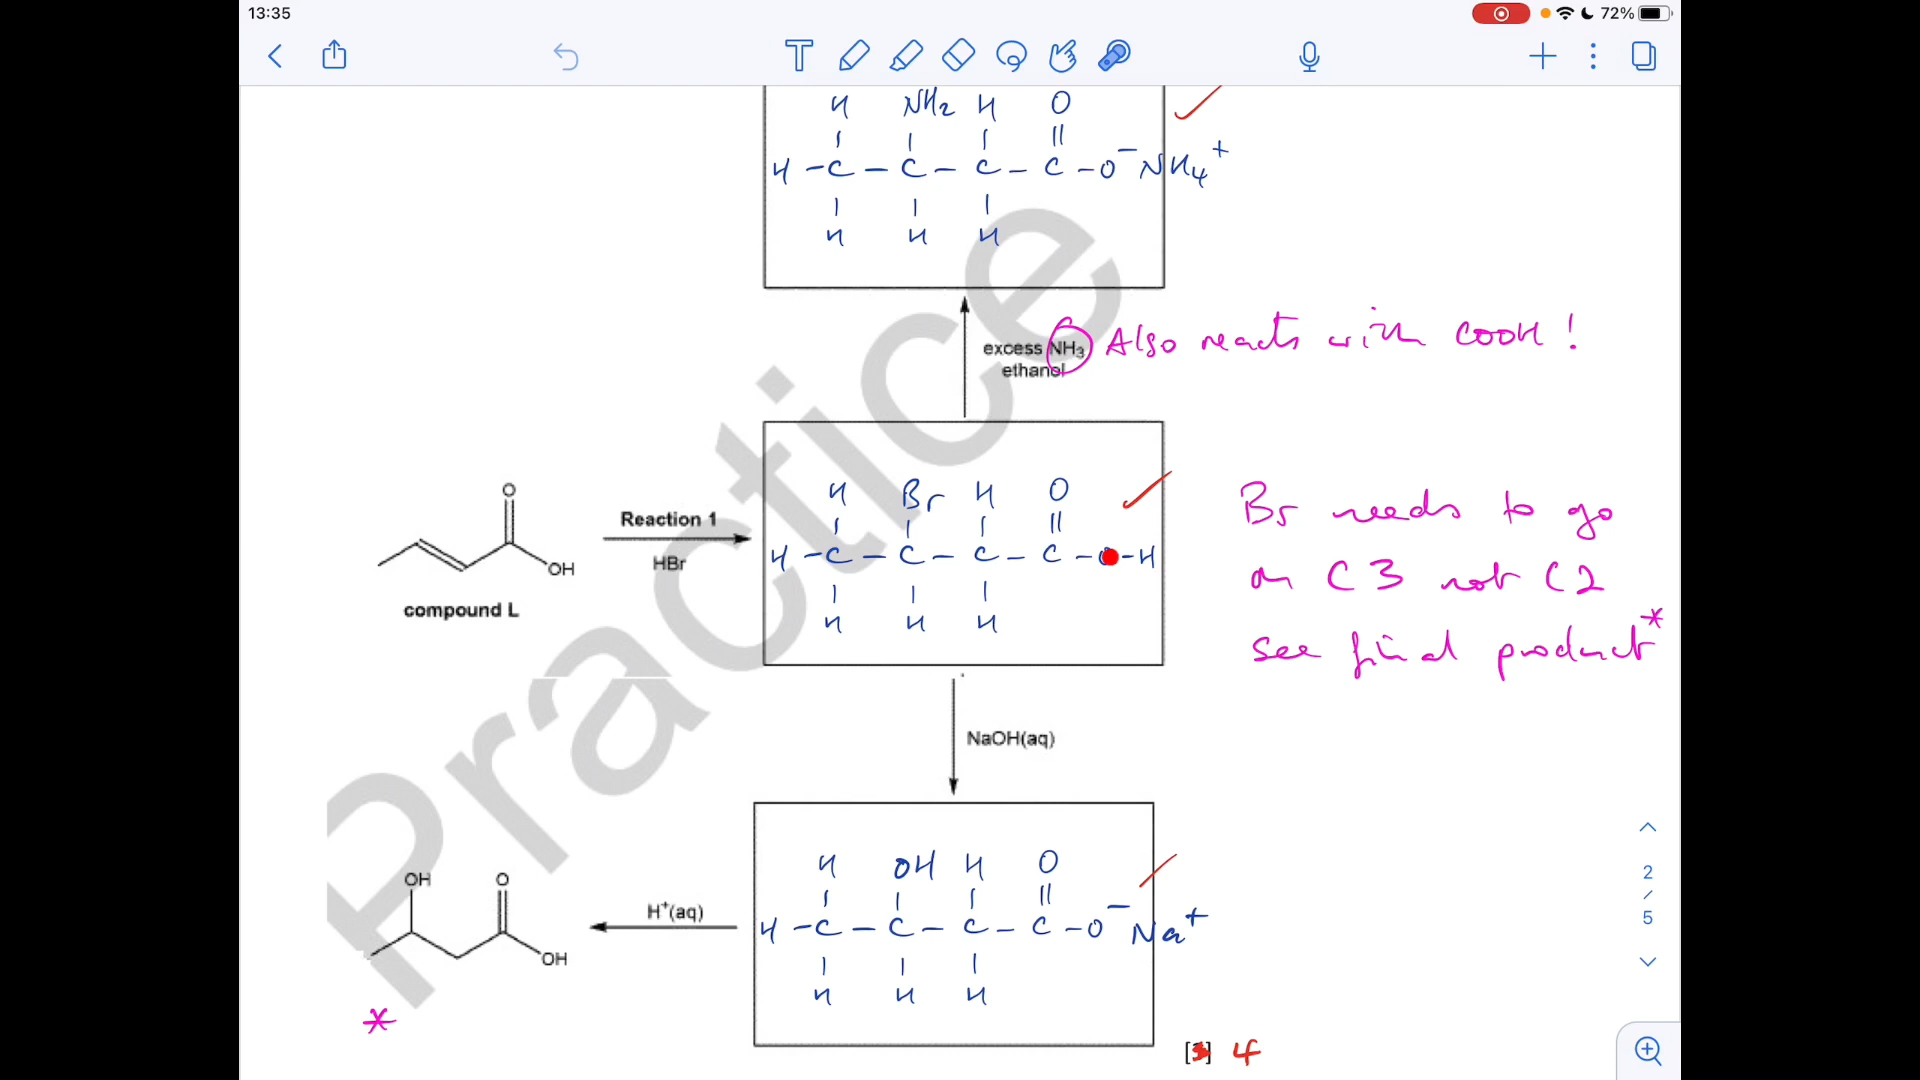 13:35
72%
H NH2 H O
H - C - C - C - C - O⁻ NH4⁺
H H H
excess NH3
ethanol
Also reacts with COOH !
H Br H O
H - C - C - C - C - O - H
H H H
O
OH
compound L
Reaction 1
HBr
Br needs to go
on C3 not C2
see final product*
NaOH(aq)
H OH H O
H - C - C - C - C - O⁻ Na⁺
H H H
H⁺(aq)
OH O
OH
*
[ ] 4
2
/
5
Practice